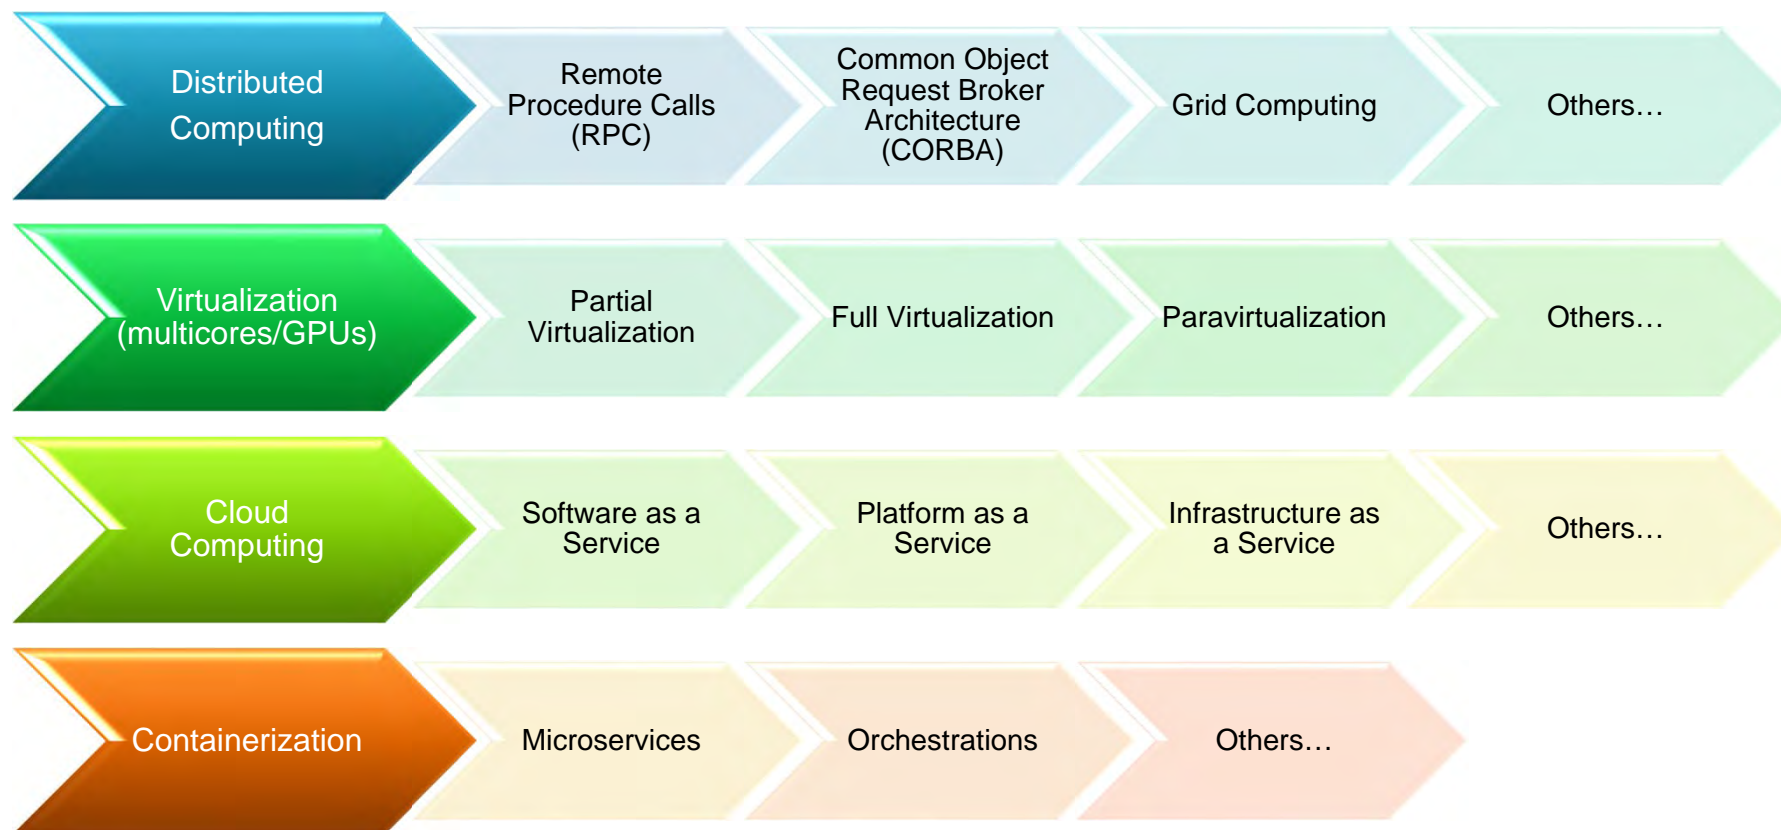 Distributed
Computing
Remote
Procedure Calls
(RPC)
Common Object
Request Broker
Architecture
(CORBA)
Grid Computing
Others…
Virtualization
(multicores/GPUs)
Partial
Virtualization
Full Virtualization
Paravirtualization
Others…
Cloud
Computing
Software as a
Service
Platform as a
Service
Infrastructure as
a Service
Others…
Containerization
Microservices
Orchestrations
Others…